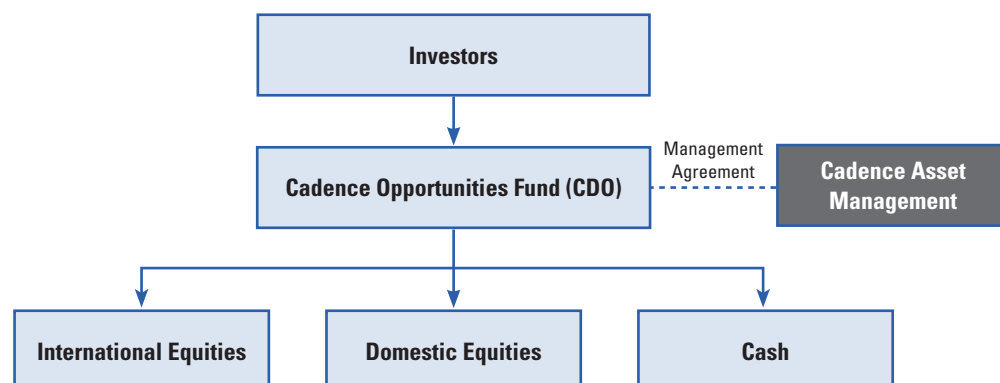 Investors
Cadence Opportunities Fund (CDO)
Management
Agreement
Cadence Asset
Management
International Equities
Domestic Equities
Cash